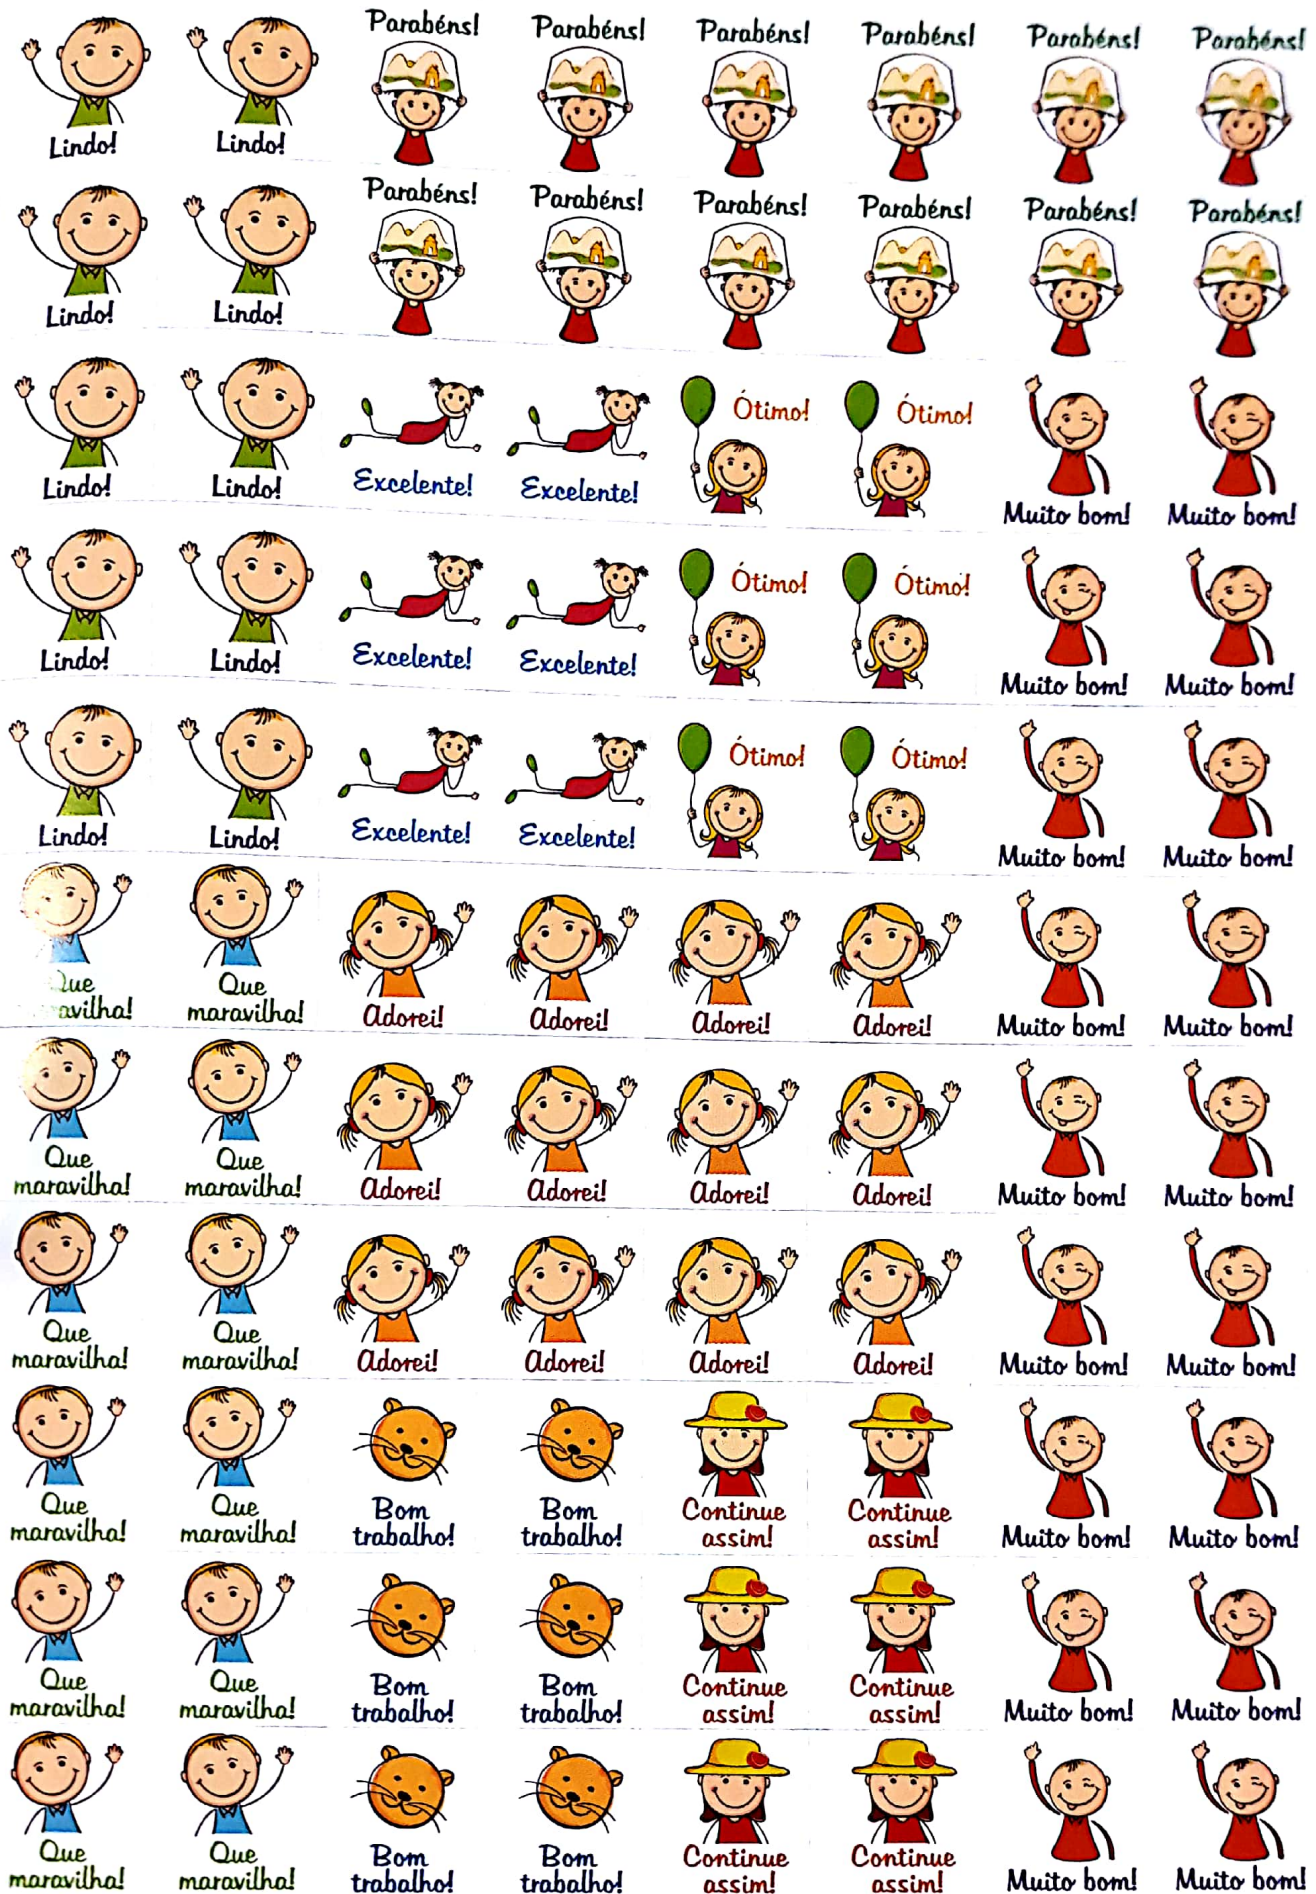 Parabéns! Parabéns! Parabéns! Parabéns! Parabéns! Parabéns!
Lindo! Lindo!
Parabéns! Parabéns! Parabéns! Parabéns! Parabéns! Parabéns!
Lindo! Lindo!
Ótimo! Ótimo!
Lindo! Lindo! Excelente! Excelente! Muito bom! Muito bom!
Ótimo! Ótimo!
Lindo! Lindo! Excelente! Excelente! Muito bom! Muito bom!
Ótimo! Ótimo!
Lindo! Lindo! Excelente! Excelente! Muito bom! Muito bom!
Que Que
maravilha! Adorei! Adorei! Adorei! Adorei! Muito bom! Muito bom!
Que Que
maravilha! maravilha! Adorei! Adorei! Adorei! Adorei! Muito bom! Muito bom!
Que Que
maravilha! maravilha! Adorei! Adorei! Adorei! Adorei! Muito bom! Muito bom!
Que Que Bom Bom Continue Continue
maravilha! maravilha! trabalho! trabalho! assim! assim! Muito bom! Muito bom!
Que Que Bom Bom Continue Continue
maravilha! maravilha! trabalho! trabalho! assim! assim! Muito bom! Muito bom!
Que Que Bom Bom Continue Continue
maravilha! maravilha! trabalho! trabalho! assim! assim! Muito bom! Muito bom!